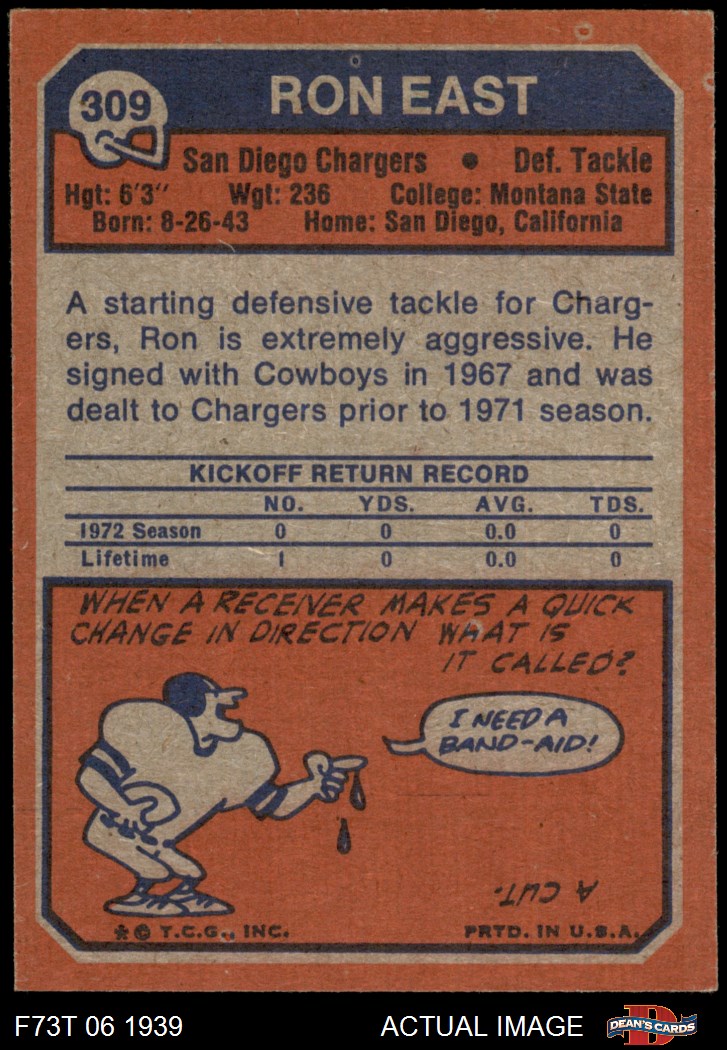 309
RON EAST
San Diego Chargers • Def. Tackle
Hgt: 6'3" Wgt: 236 College: Montana State
Born: 8-26-43 Home: San Diego, California
A starting defensive tackle for Charg-
ers, Ron is extremely aggressive. He
signed with Cowboys in 1967 and was
dealt to Chargers prior to 1971 season.
KICKOFF RETURN RECORD
NO. YDS. AVG. TDS.
1972 Season 0 0 0.0 0
Lifetime 1 0 0.0 0
WHEN A RECEIVER MAKES A QUICK
CHANGE IN DIRECTION WHAT IS
IT CALLED?
I NEED A
BAND-AID!
A CUT.
* © T.C.G., INC. PRTD. IN U.S.A.
F73T 06 1939 ACTUAL IMAGE D DEAN'S CARDS